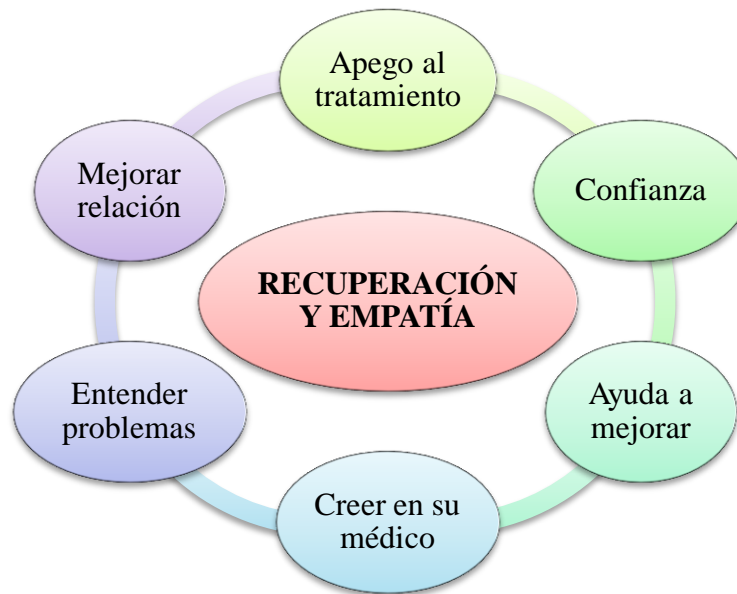 Apego al
tratamiento
Confianza
Ayuda a
mejorar
Creer en su
médico
Entender
problemas
Mejorar
relación
RECUPERACIÓN
Y EMPATÍA